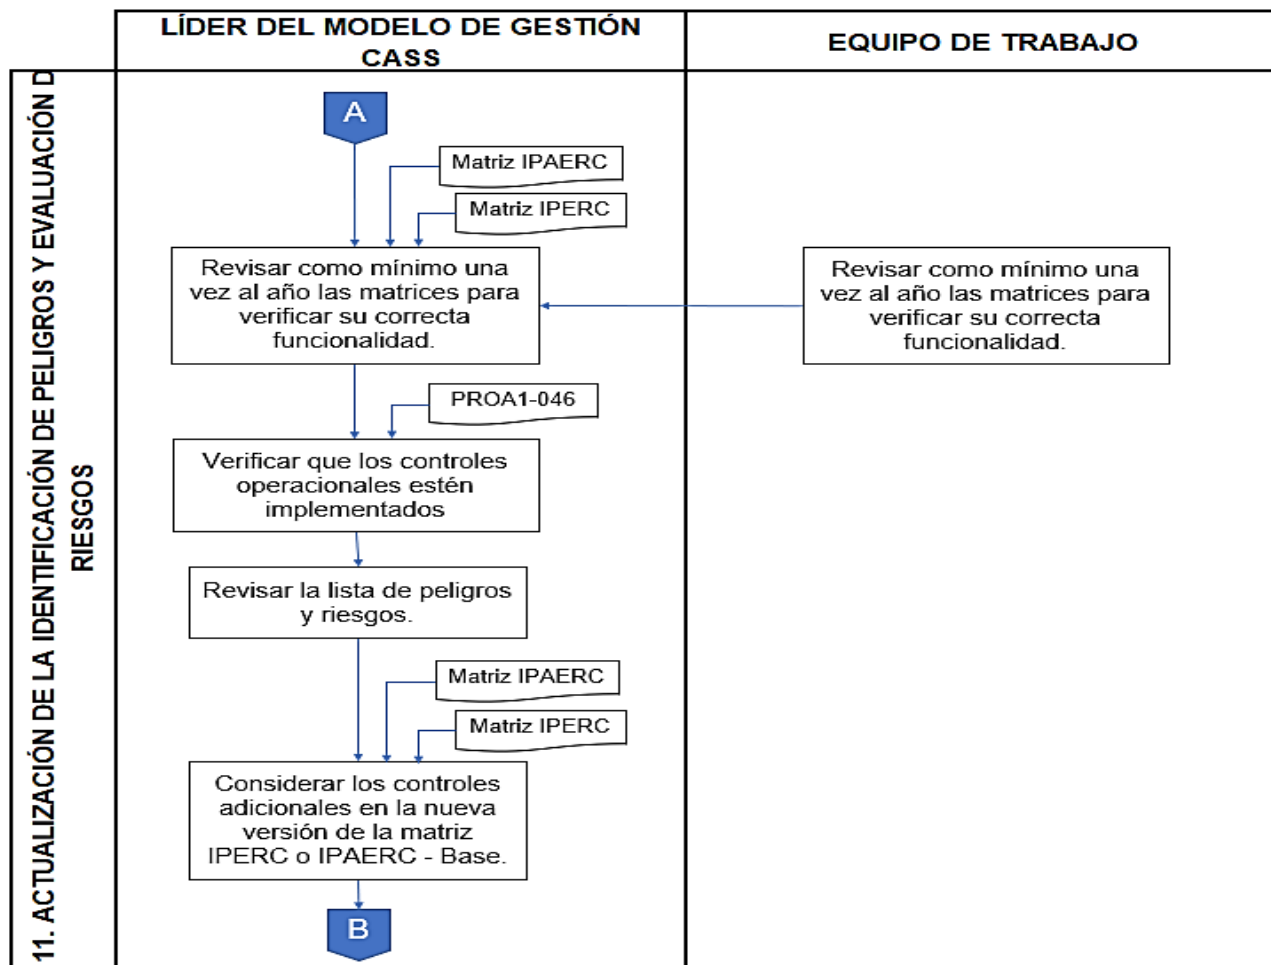 LÍDER DEL MODELO DE GESTIÓN
CASS
EQUIPO DE TRABAJO
11. ACTUALIZACIÓN DE LA IDENTIFICACIÓN DE PELIGROS Y EVALUACIÓN D
RIESGOS
A
Matriz IPAERC
Matriz IPERC
Revisar como mínimo una
vez al año las matrices para
verificar su correcta
funcionalidad.
Revisar como mínimo una
vez al año las matrices para
verificar su correcta
funcionalidad.
PROA1-046
Verificar que los controles
operacionales estén
implementados
Revisar la lista de peligros
y riesgos.
Matriz IPAERC
Matriz IPERC
Considerar los controles
adicionales en la nueva
versión de la matriz
IPERC o IPAERC - Base.
B